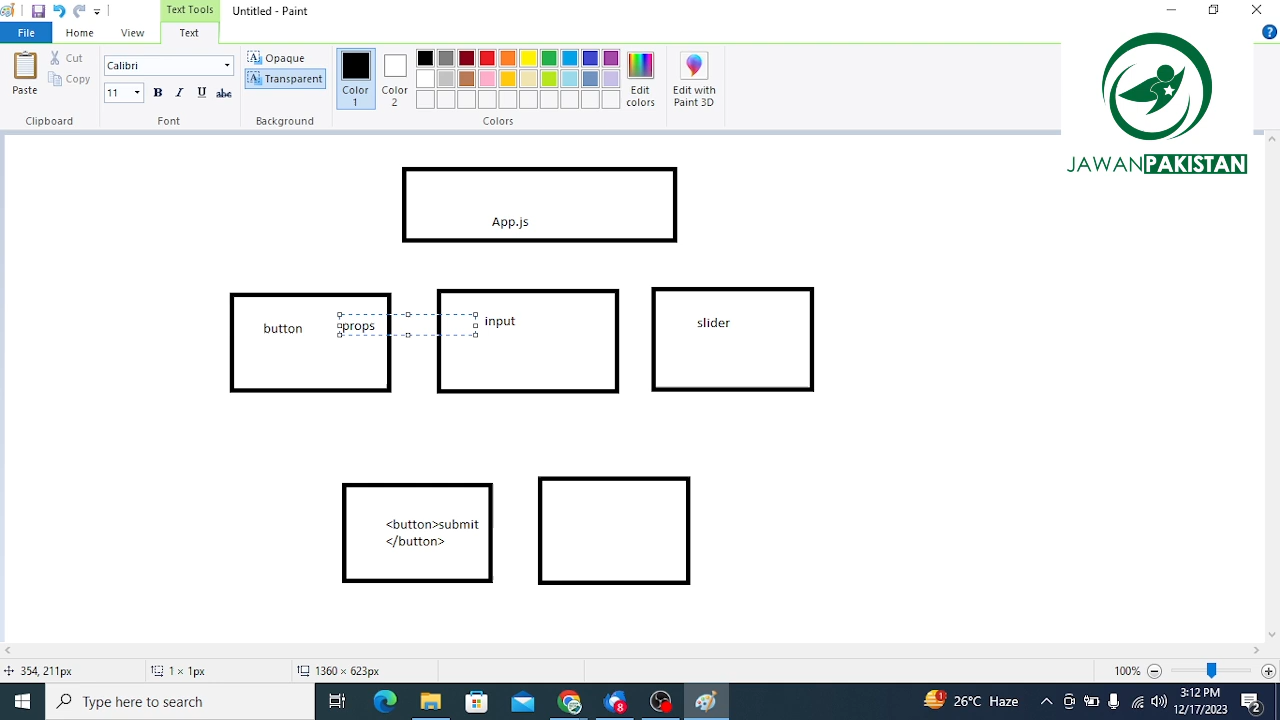 Text Tools
Untitled - Paint
File
Home
View
Text
Paste
Cut
Copy
Clipboard
Calibri
11
B
I
U
abc
Font
Opaque
Transparent
Background
Color
1
Color
2
Edit
colors
Colors
Edit with
Paint 3D
JAWANPAKISTAN
App.js
button
props
input
slider
<button>submit
</button>
354, 211px
1 × 1px
1360 × 623px
100%
Type here to search
8
1
26°C
Haze
3:12 PM
12/17/2023
2